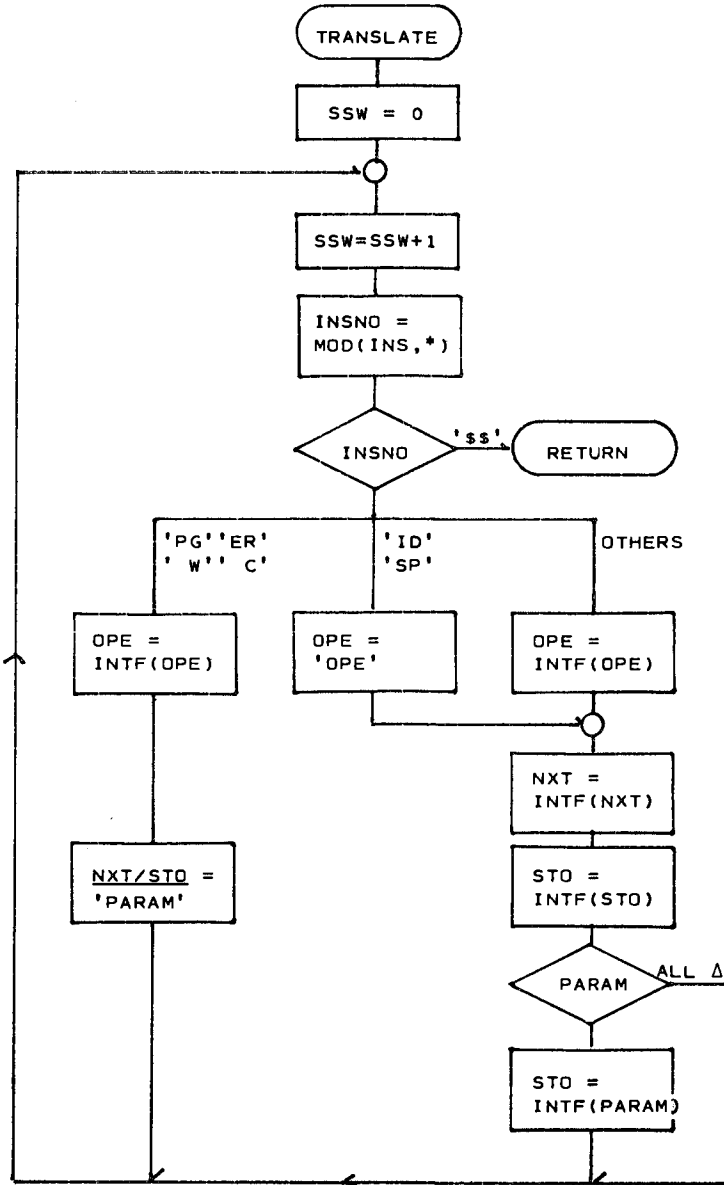 TRANSLATE
SSW = 0
SSW=SSW+1
INSNO =
MOD(INS,*)
INSNO
'$$'
RETURN
'PG''ER'
' W'' C'
'ID'
'SP'
OTHERS
OPE =
INTF(OPE)
OPE =
'OPE'
OPE =
INTF(OPE)
NXT =
INTF(NXT)
NXT/STO =
'PARAM'
STO =
INTF(STO)
PARAM
ALL Δ
STO =
INTF(PARAM)